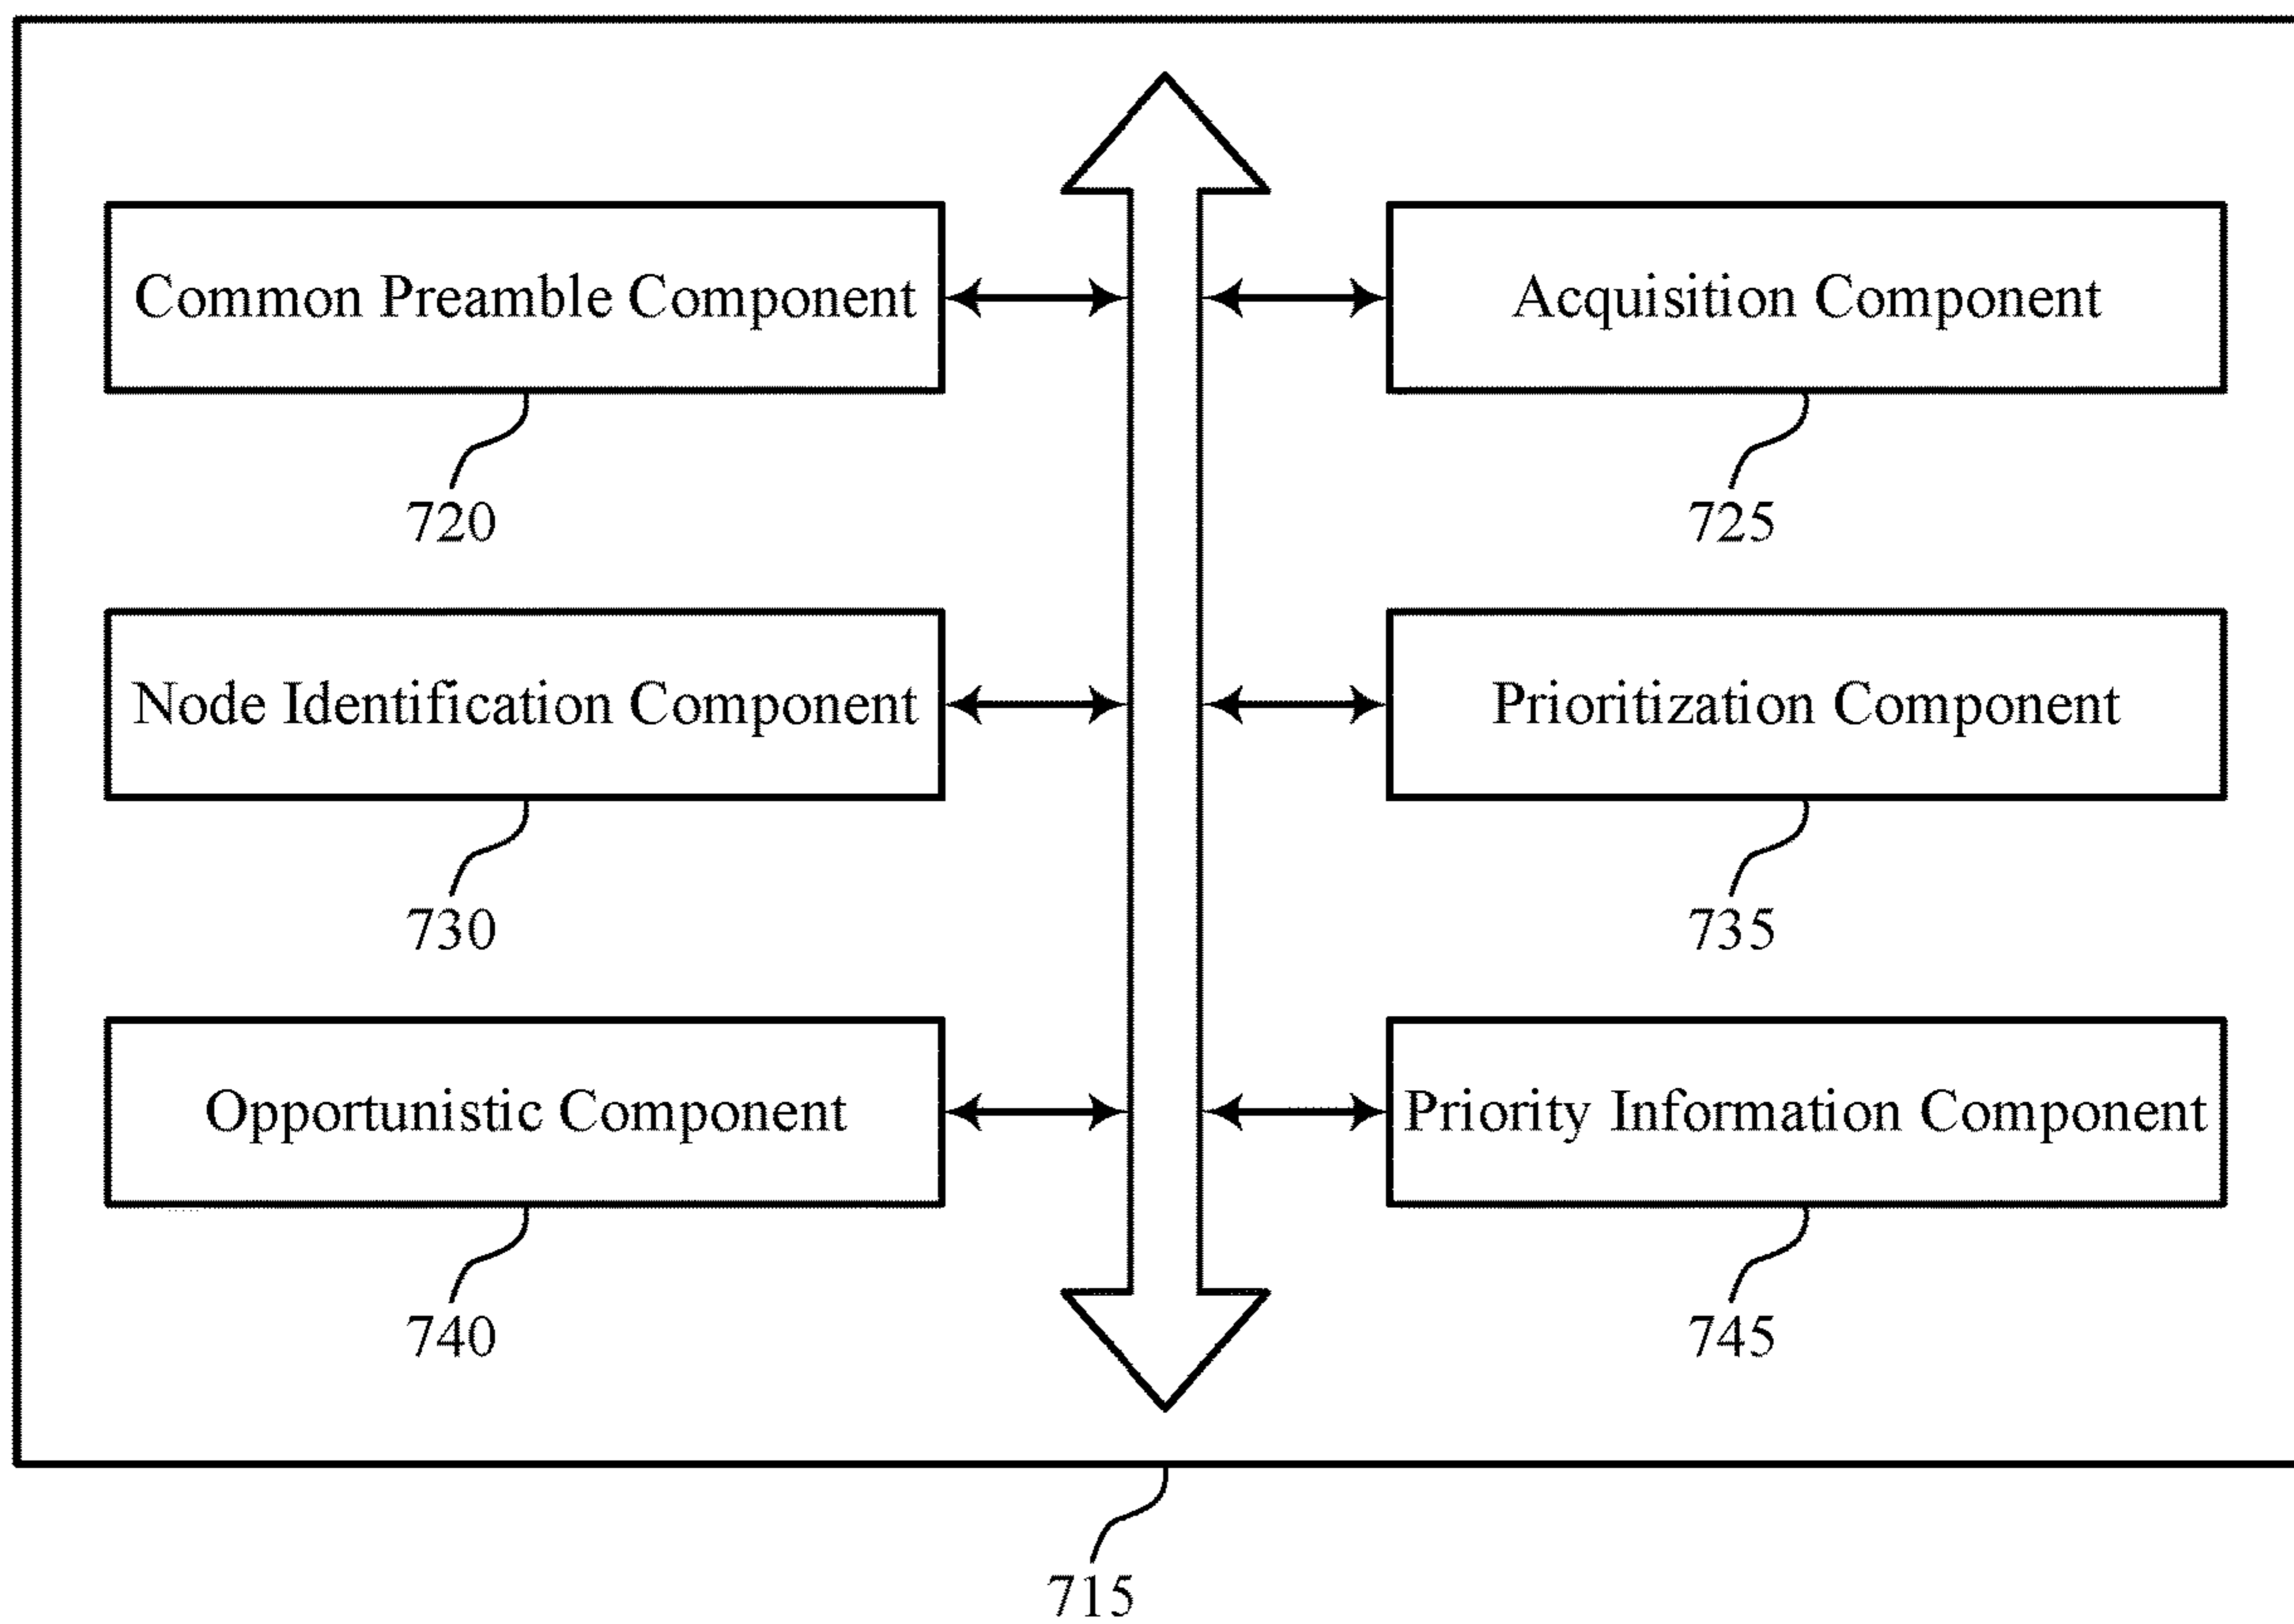 Common Preamble Component
Acquisition Component
720
725
Node Identification Component
Prioritization Component
730
735
Opportunistic Component
Priority Information Component
740
745
715